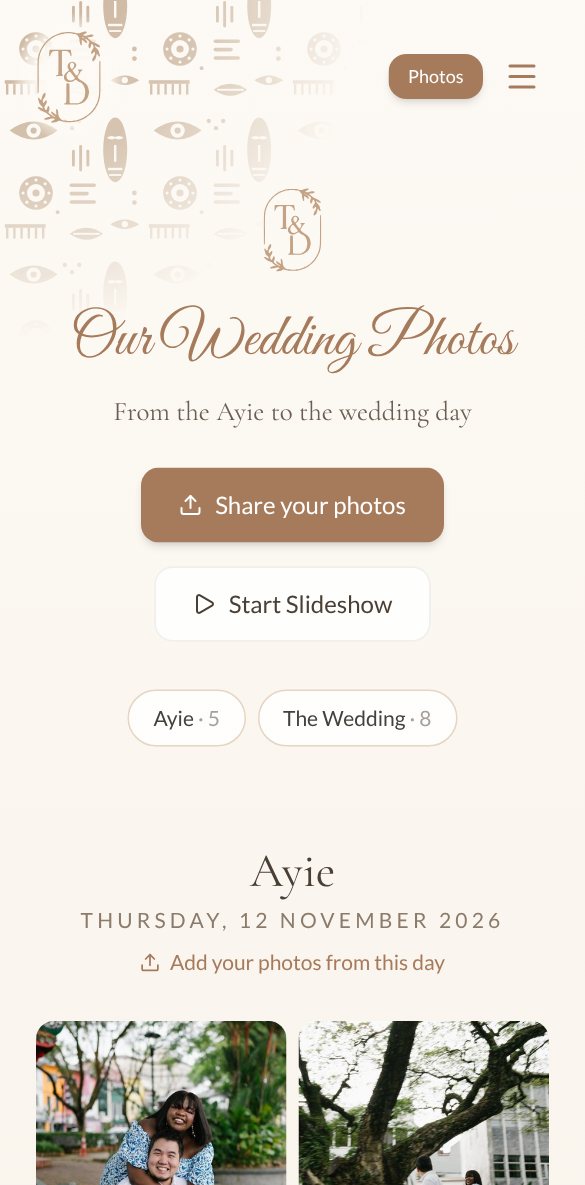 T&D
Photos
T&D
Our Wedding Photos
From the Ayie to the wedding day
Share your photos
Start Slideshow
Ayie · 5
The Wedding · 8
Ayie
THURSDAY, 12 NOVEMBER 2026
Add your photos from this day